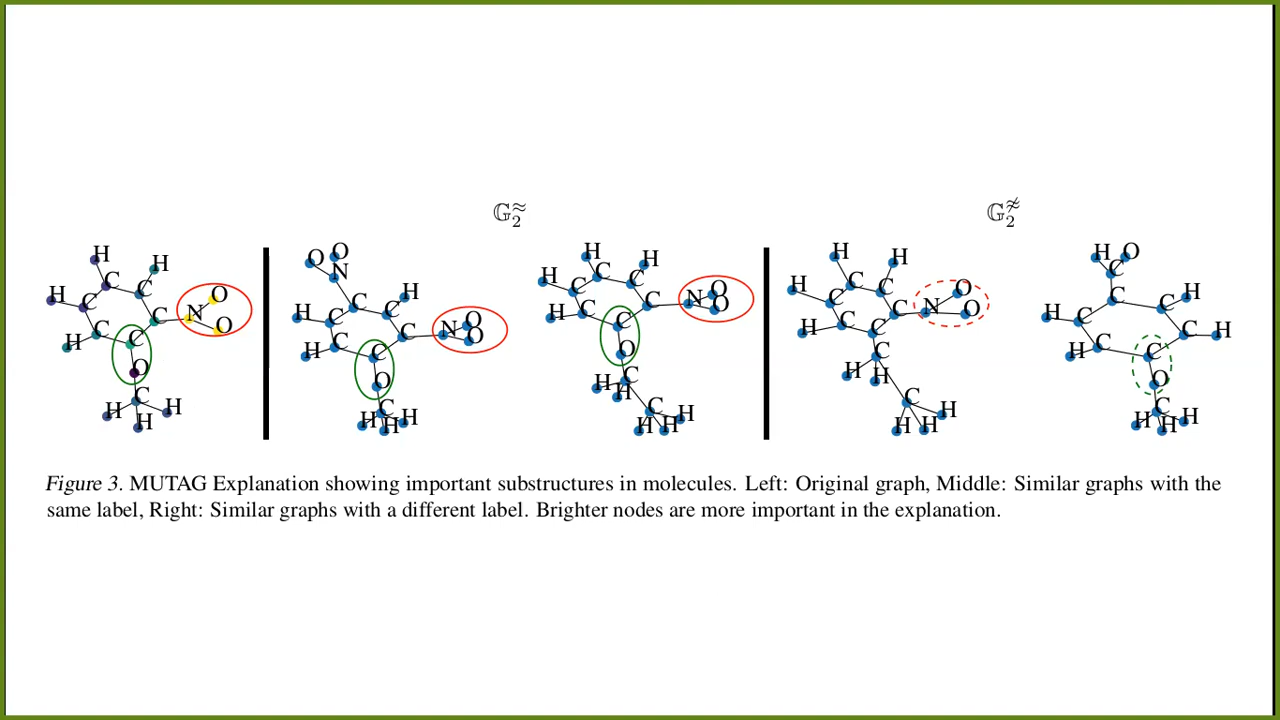 𝔾₂^≈ 𝔾₂^≉
H H C C H C C C C H O N O C O C H H H
O O N C H C H C C C H N O O C O C H H H
H H H C C C C H C C N O O O C H H C H H H
H H H C C C C H C C N O O C H H C H H H
H O C C H C H C C H H C O C H H H
Figure 3. MUTAG Explanation showing important substructures in molecules. Left: Original graph, Middle: Similar graphs with the
same label, Right: Similar graphs with a different label. Brighter nodes are more important in the explanation.